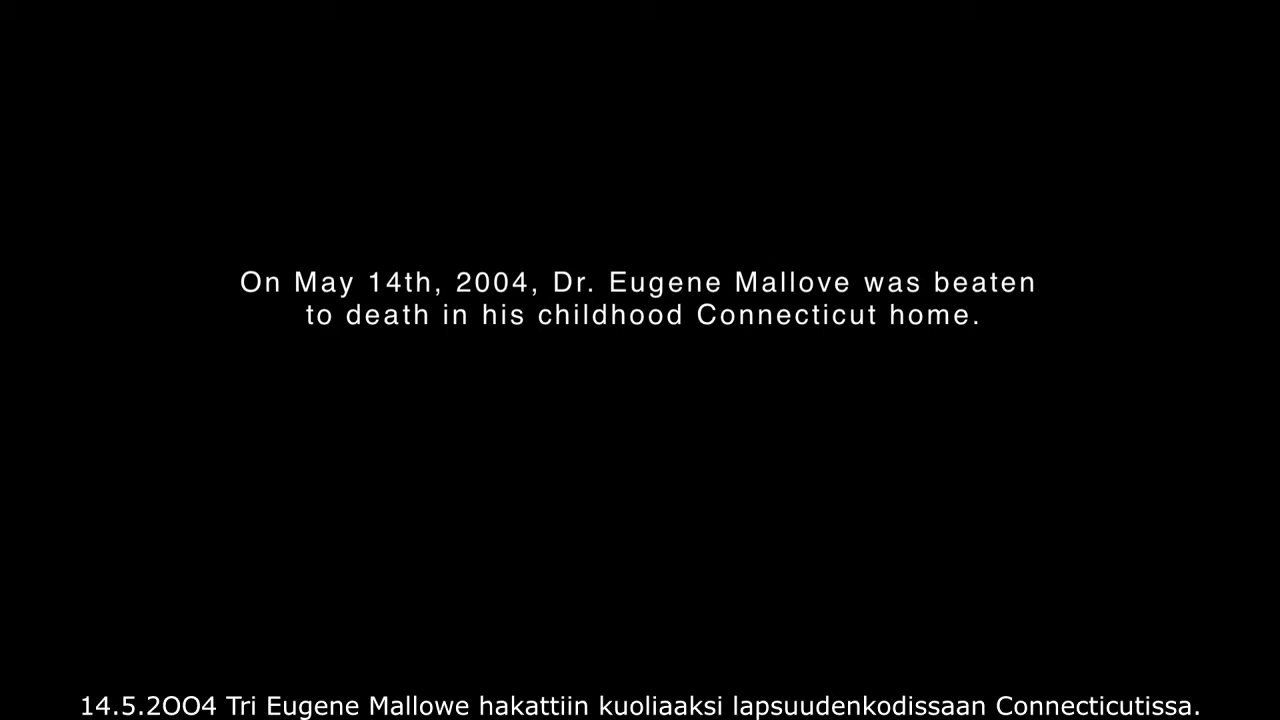 On May 14th, 2004, Dr. Eugene Mallove was beaten
to death in his childhood Connecticut home.
14.5.2OO4 Tri Eugene Mallowe hakattiin kuoliaaksi lapsuudenkodissaan Connecticutissa.